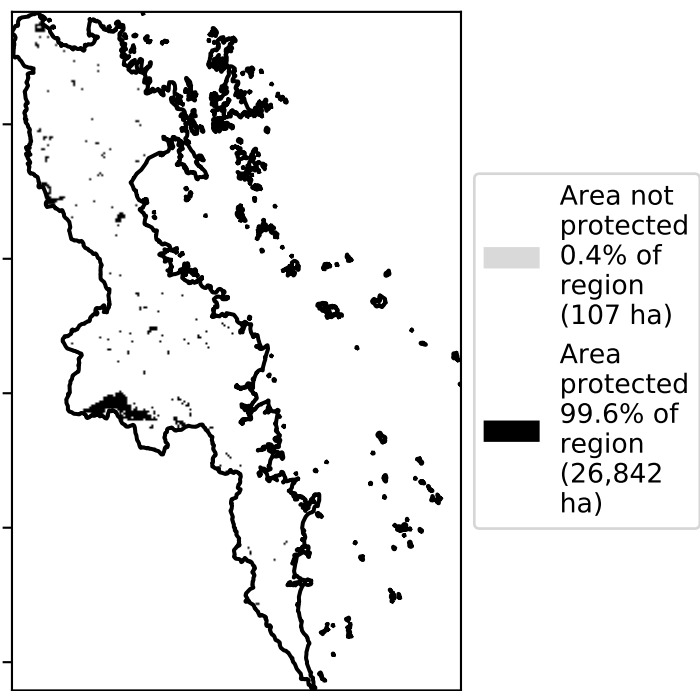 Area not
protected
0.4% of
region
(107 ha)
Area
protected
99.6% of
region
(26,842
ha)